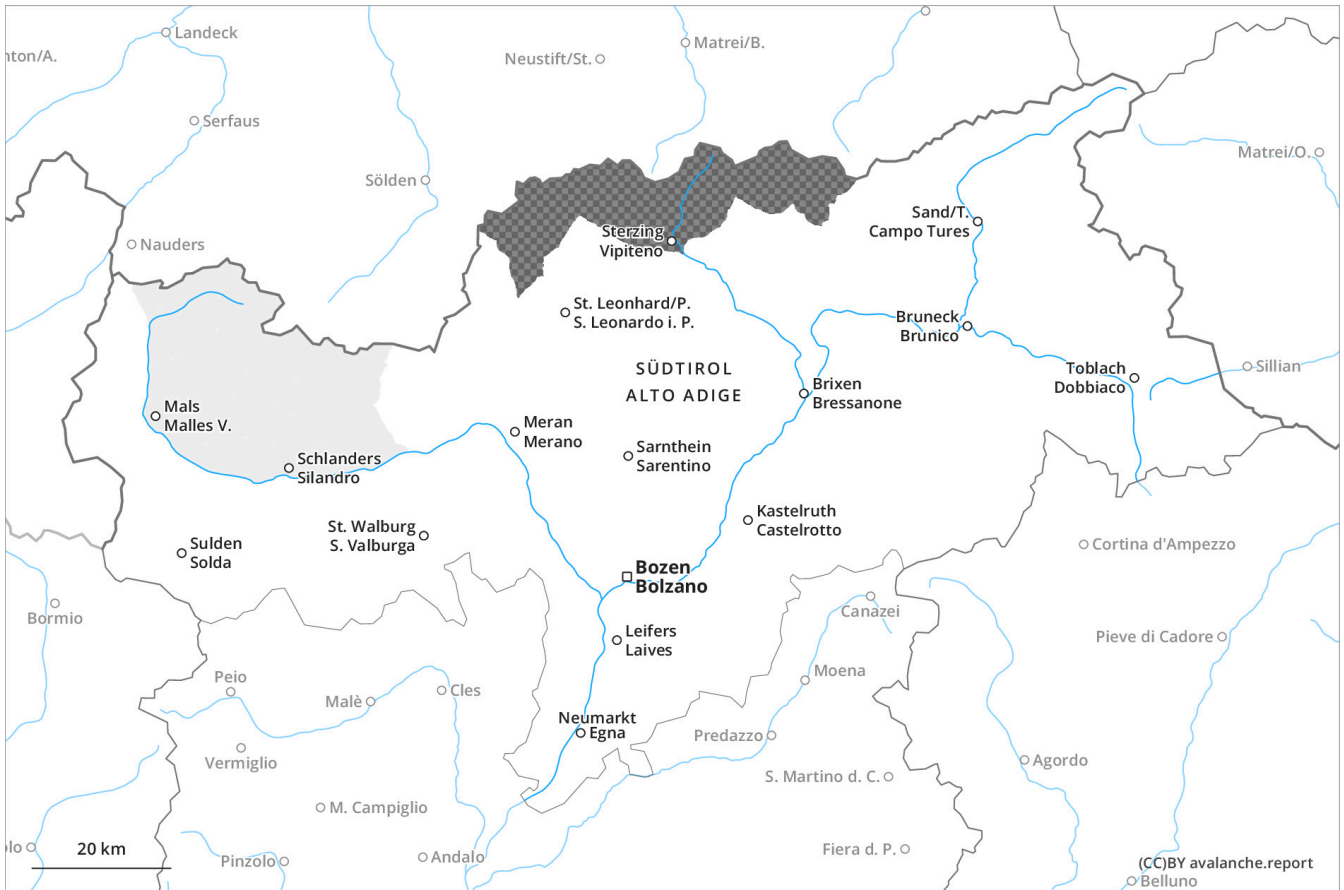 Landeck
nton/A.
Neustift/St.
Matrei/B.
Serfaus
Matrei/O.
Sölden
Sand/T.
Campo Tures
Sterzing
Vipiteno
Nauders
St. Leonhard/P.
S. Leonardo i. P.
Bruneck
Brunico
SÜDTIROL
ALTO ADIGE
Toblach
Dobbiaco
Sillian
Brixen
Bressanone
Mals
Malles V.
Meran
Merano
Sarnthein
Sarentino
Schlanders
Silandro
Kastelruth
Castelrotto
St. Walburg
S. Valburga
Sulden
Solda
Cortina d'Ampezzo
Bozen
Bolzano
Bormio
Canazei
Leifers
Laives
Pieve di Cadore
Peio
Moena
Malè
Cles
Neumarkt
Egna
Predazzo
Vermiglio
Agordo
S. Martino d. C.
M. Campiglio
20 km
olo
Pinzolo
Andalo
Fiera d. P.
(CC)BY avalanche.report
Belluno